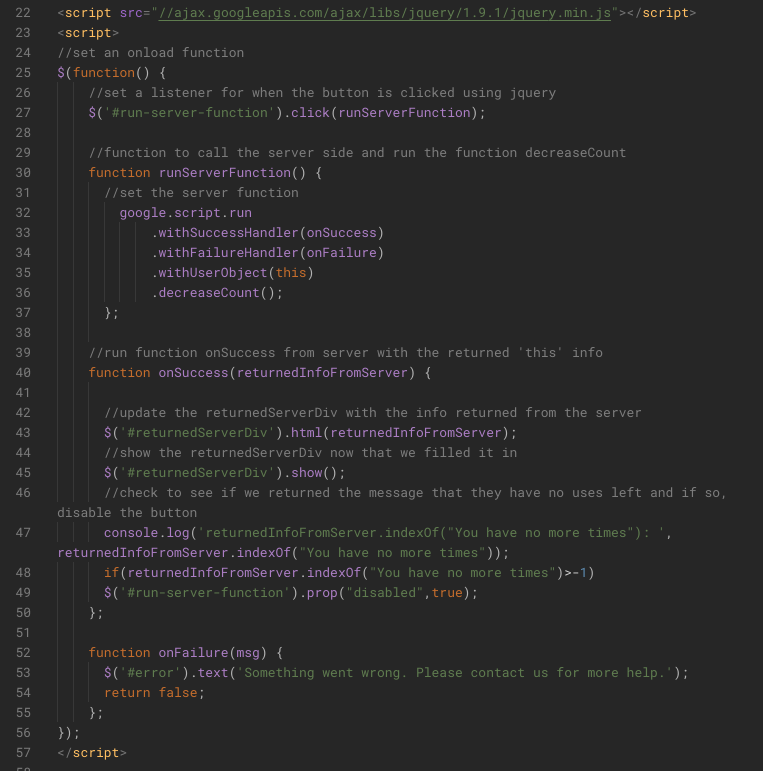 22 <script src="//ajax.googleapis.com/ajax/libs/jquery/1.9.1/jquery.min.js"></script>
23 <script>
24 //set an onload function
25 $(function() {
26 //set a listener for when the button is clicked using jquery
27 $('#run-server-function').click(runServerFunction);
28
29 //function to call the server side and run the function decreaseCount
30 function runServerFunction() {
31 //set the server function
32 google.script.run
33 .withSuccessHandler(onSuccess)
34 .withFailureHandler(onFailure)
35 .withUserObject(this)
36 .decreaseCount();
37 };
38
39 //run function onSuccess from server with the returned 'this' info
40 function onSuccess(returnedInfoFromServer) {
41
42 //update the returnedServerDiv with the info returned from the server
43 $('#returnedServerDiv').html(returnedInfoFromServer);
44 //show the returnedServerDiv now that we filled it in
45 $('#returnedServerDiv').show();
46 //check to see if we returned the message that they have no uses left and if so,
disable the button
47 console.log('returnedInfoFromServer.indexOf("You have no more times"): ',
returnedInfoFromServer.indexOf("You have no more times"));
48 if(returnedInfoFromServer.indexOf("You have no more times")>-1)
49 $('#run-server-function').prop("disabled",true);
50 };
51
52 function onFailure(msg) {
53 $('#error').text('Something went wrong. Please contact us for more help.');
54 return false;
55 };
56 });
57 </script>